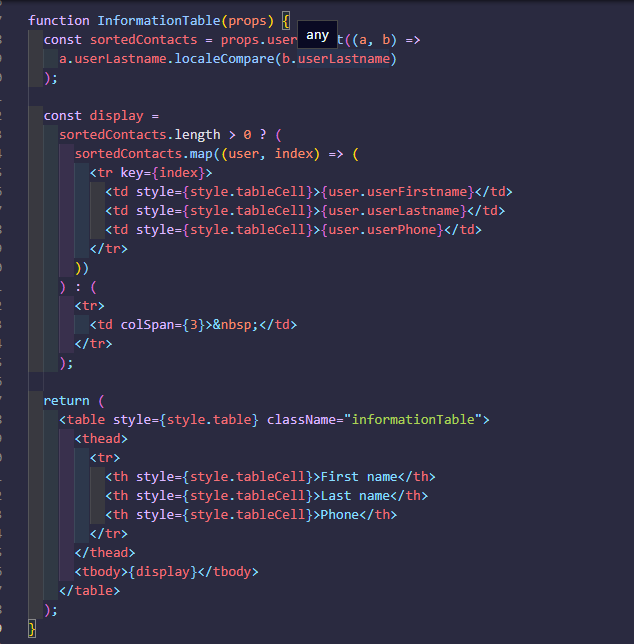 function InformationTable(props) {
any
const sortedContacts = props.user t((a, b) =>
a.userLastname.localeCompare(b.userLastname)
);
const display =
sortedContacts.length > 0 ? (
sortedContacts.map((user, index) => (
<tr key={index}>
<td style={style.tableCell}>{user.userFirstname}</td>
<td style={style.tableCell}>{user.userLastname}</td>
<td style={style.tableCell}>{user.userPhone}</td>
</tr>
))
) : (
<tr>
<td colSpan={3}>&nbsp;</td>
</tr>
);
return (
<table style={style.table} className="informationTable">
<thead>
<tr>
<th style={style.tableCell}>First name</th>
<th style={style.tableCell}>Last name</th>
<th style={style.tableCell}>Phone</th>
</tr>
</thead>
<tbody>{display}</tbody>
</table>
);
}